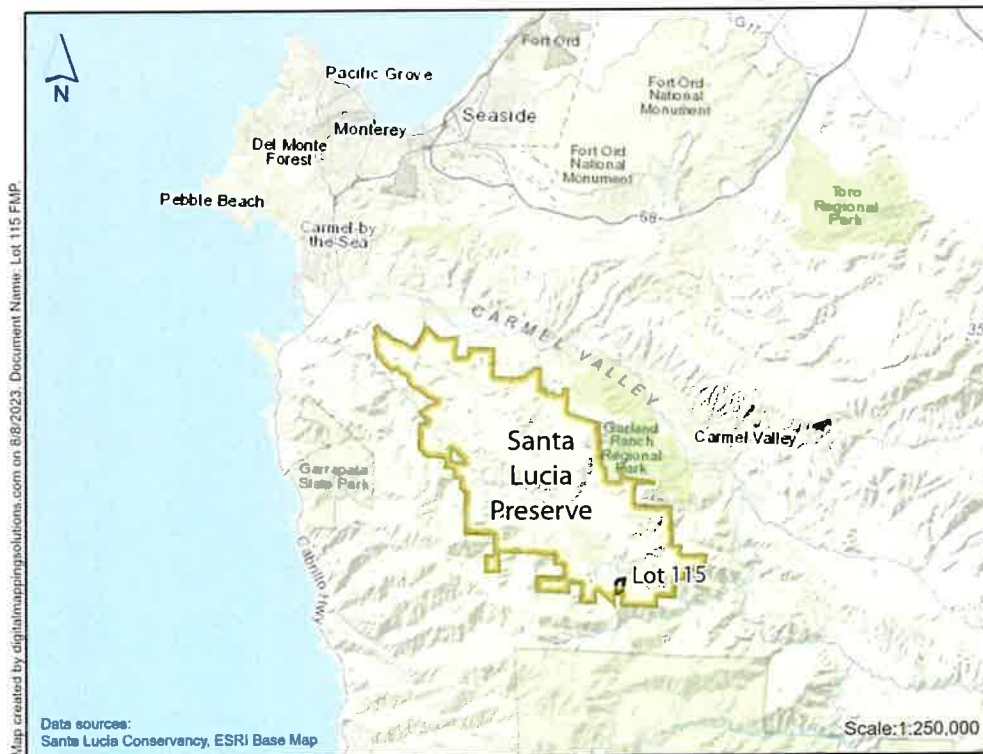 N
Fort Ord
G17
Pacific Grove
Fort Ord
National
Monument
Seaside
Monterey
Del Monte
Forest
Fort Ord
National
Monument
Pebble Beach
68
Toro
Regional
Park
Carmel-by
the-Sea
CARMEL VALLEY
Santa
Lucia
Preserve
Garland
Ranch
Regional
Park
Carmel Valley
Garrapata
State Park
Cabrillo Hwy
Lot 115
Map created by digitalmappingsolutions.com on 8/8/2023. Document Name: Lot 115 FMP.
Data sources:
Santa Lucia Conservancy, ESRI Base Map
Scale:1:250,000